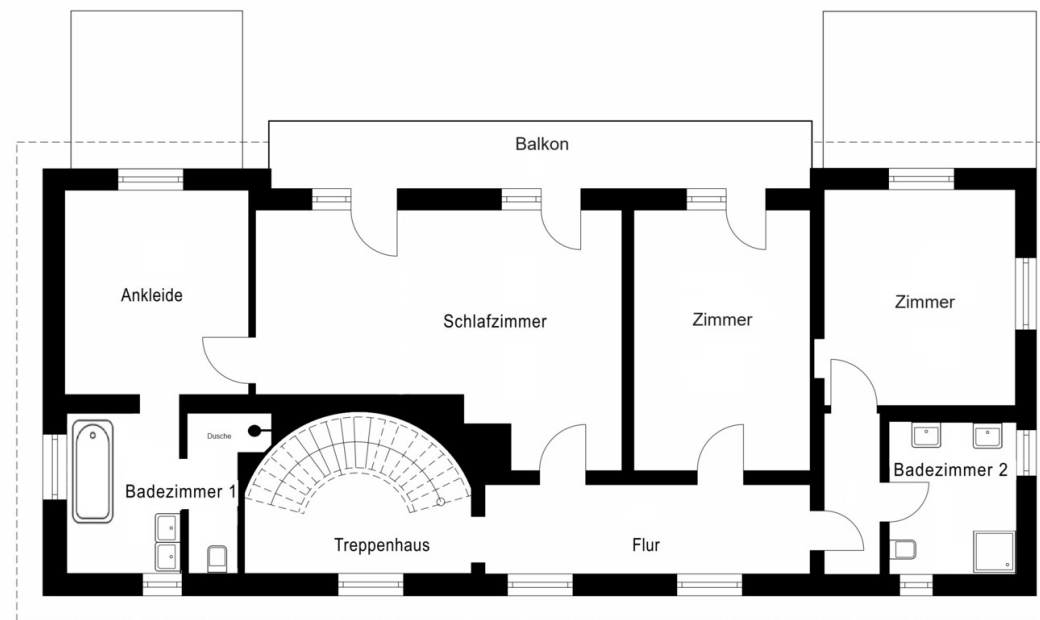 Balkon
Ankleide
Schlafzimmer
Zimmer
Zimmer
Dusche
Badezimmer 1
Badezimmer 2
Treppenhaus
Flur